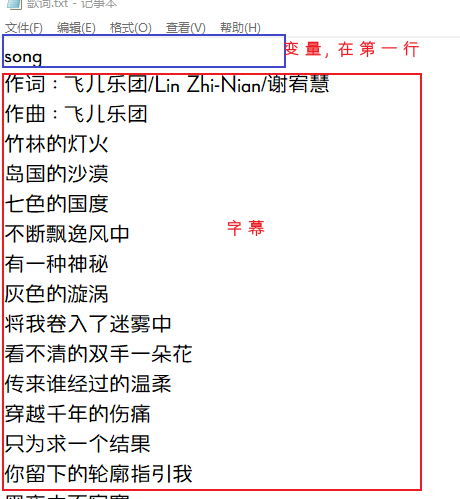 歌词.txt - 记事本
文件(F) 编辑(E) 格式(O) 查看(V) 帮助(H)
song
变量,在第一行
作词：飞儿乐团/Lin Zhi-Nian/谢宥慧
作曲：飞儿乐团
竹林的灯火
岛国的沙漠
七色的国度
不断飘逸风中
字幕
有一种神秘
灰色的漩涡
将我卷入了迷雾中
看不清的双手一朵花
传来谁经过的温柔
穿越千年的伤痛
只为求一个结果
你留下的轮廓指引我